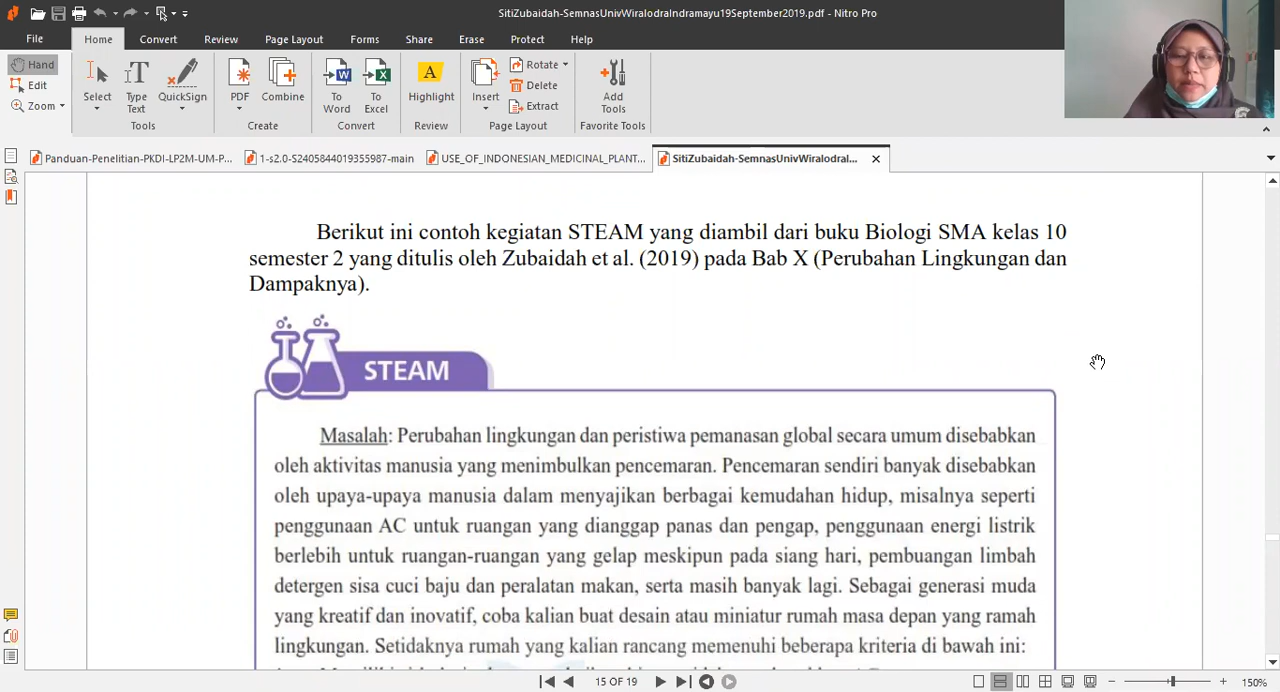 SitiZubaidah-SemnasUnivWiralodraIndramayu19September2019.pdf - Nitro Pro
File Home Convert Review Page Layout Forms Share Erase Protect Help
Hand
Edit
Zoom
Select
Type Text
QuickSign
Tools
PDF
Combine
Create
To Word
To Excel
Convert
Highlight
Review
Insert
Rotate
Delete
Extract
Page Layout
Add Tools
Favorite Tools
Panduan-Penelitian-PKDI-LP2M-UM-P... 1-s2.0-S2405844019355987-main USE_OF_INDONESIAN_MEDICINAL_PLANT... SitiZubaidah-SemnasUnivWiralodraI...
Berikut ini contoh kegiatan STEAM yang diambil dari buku Biologi SMA kelas 10
semester 2 yang ditulis oleh Zubaidah et al. (2019) pada Bab X (Perubahan Lingkungan dan
Dampaknya).
STEAM
Masalah: Perubahan lingkungan dan peristiwa pemanasan global secara umum disebabkan
oleh aktivitas manusia yang menimbulkan pencemaran. Pencemaran sendiri banyak disebabkan
oleh upaya-upaya manusia dalam menyajikan berbagai kemudahan hidup, misalnya seperti
penggunaan AC untuk ruangan yang dianggap panas dan pengap, penggunaan energi listrik
berlebih untuk ruangan-ruangan yang gelap meskipun pada siang hari, pembuangan limbah
detergen sisa cuci baju dan peralatan makan, serta masih banyak lagi. Sebagai generasi muda
yang kreatif dan inovatif, coba kalian buat desain atau miniatur rumah masa depan yang ramah
lingkungan. Setidaknya rumah yang kalian rancang memenuhi beberapa kriteria di bawah ini:
15 OF 19
150%